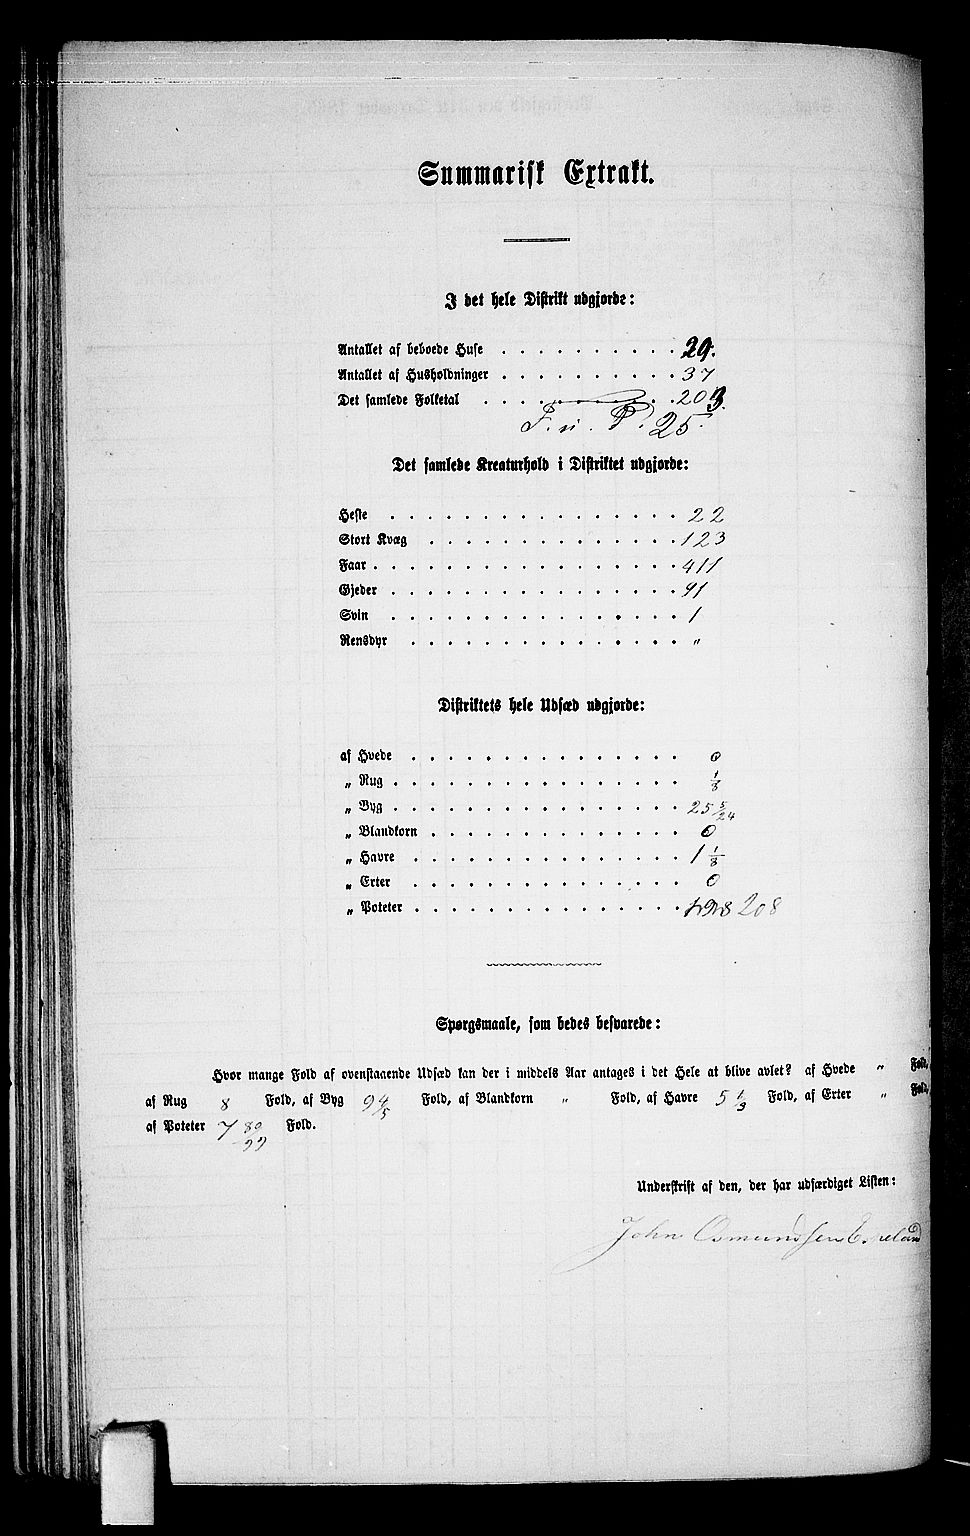 Summarisk Extrakt.
I det hele Distrikt udgjorde:
Antallet af beboede Huse . . . . . . . . . . 29.
Antallet af Husholdninger . . . . . . . . . . 37
Det samlede Folketal . . . . . . . . . . . 203.
F. n. P. 25.
Det samlede Kreaturhold i Distriktet udgjorde:
Heste . . . . . . . . . . . . . . . . 22
Stort Kvæg . . . . . . . . . . . . . . 123
Faar . . . . . . . . . . . . . . . . . 411
Gjeder . . . . . . . . . . . . . . . . 91
Svin . . . . . . . . . . . . . . . . 1
Rensdyr . . . . . . . . . . . . . . . "
Distriktets hele Udsæd udgjorde:
af Hvede . . . . . . . . . . . . . . . 0
„ Rug . . . . . . . . . . . . . . . . 1/8
„ Byg . . . . . . . . . . . . . . . . 25 5/24
„ Blandkorn . . . . . . . . . . . . . . 0
„ Havre . . . . . . . . . . . . . . . 1 1/8
„ Erter . . . . . . . . . . . . . . . 0
„ Poteter . . . . . . . . . . . . . . . 208
Spørgsmaale, som bedes besvarede:
Hvor mange Fold af ovenstaaende Udsæd kan der i middels Aar antages i det Hele at blive avlet? af Hvede " Fold,
af Rug 8 Fold, af Byg 9 4/5 Fold, af Blandkorn " Fold, af Havre 5 1/3 Fold, af Erter " Fold,
af Poteter 7 80/99 Fold.
Underskrift af den, der har udfærdiget Listen:
John Osmundsen